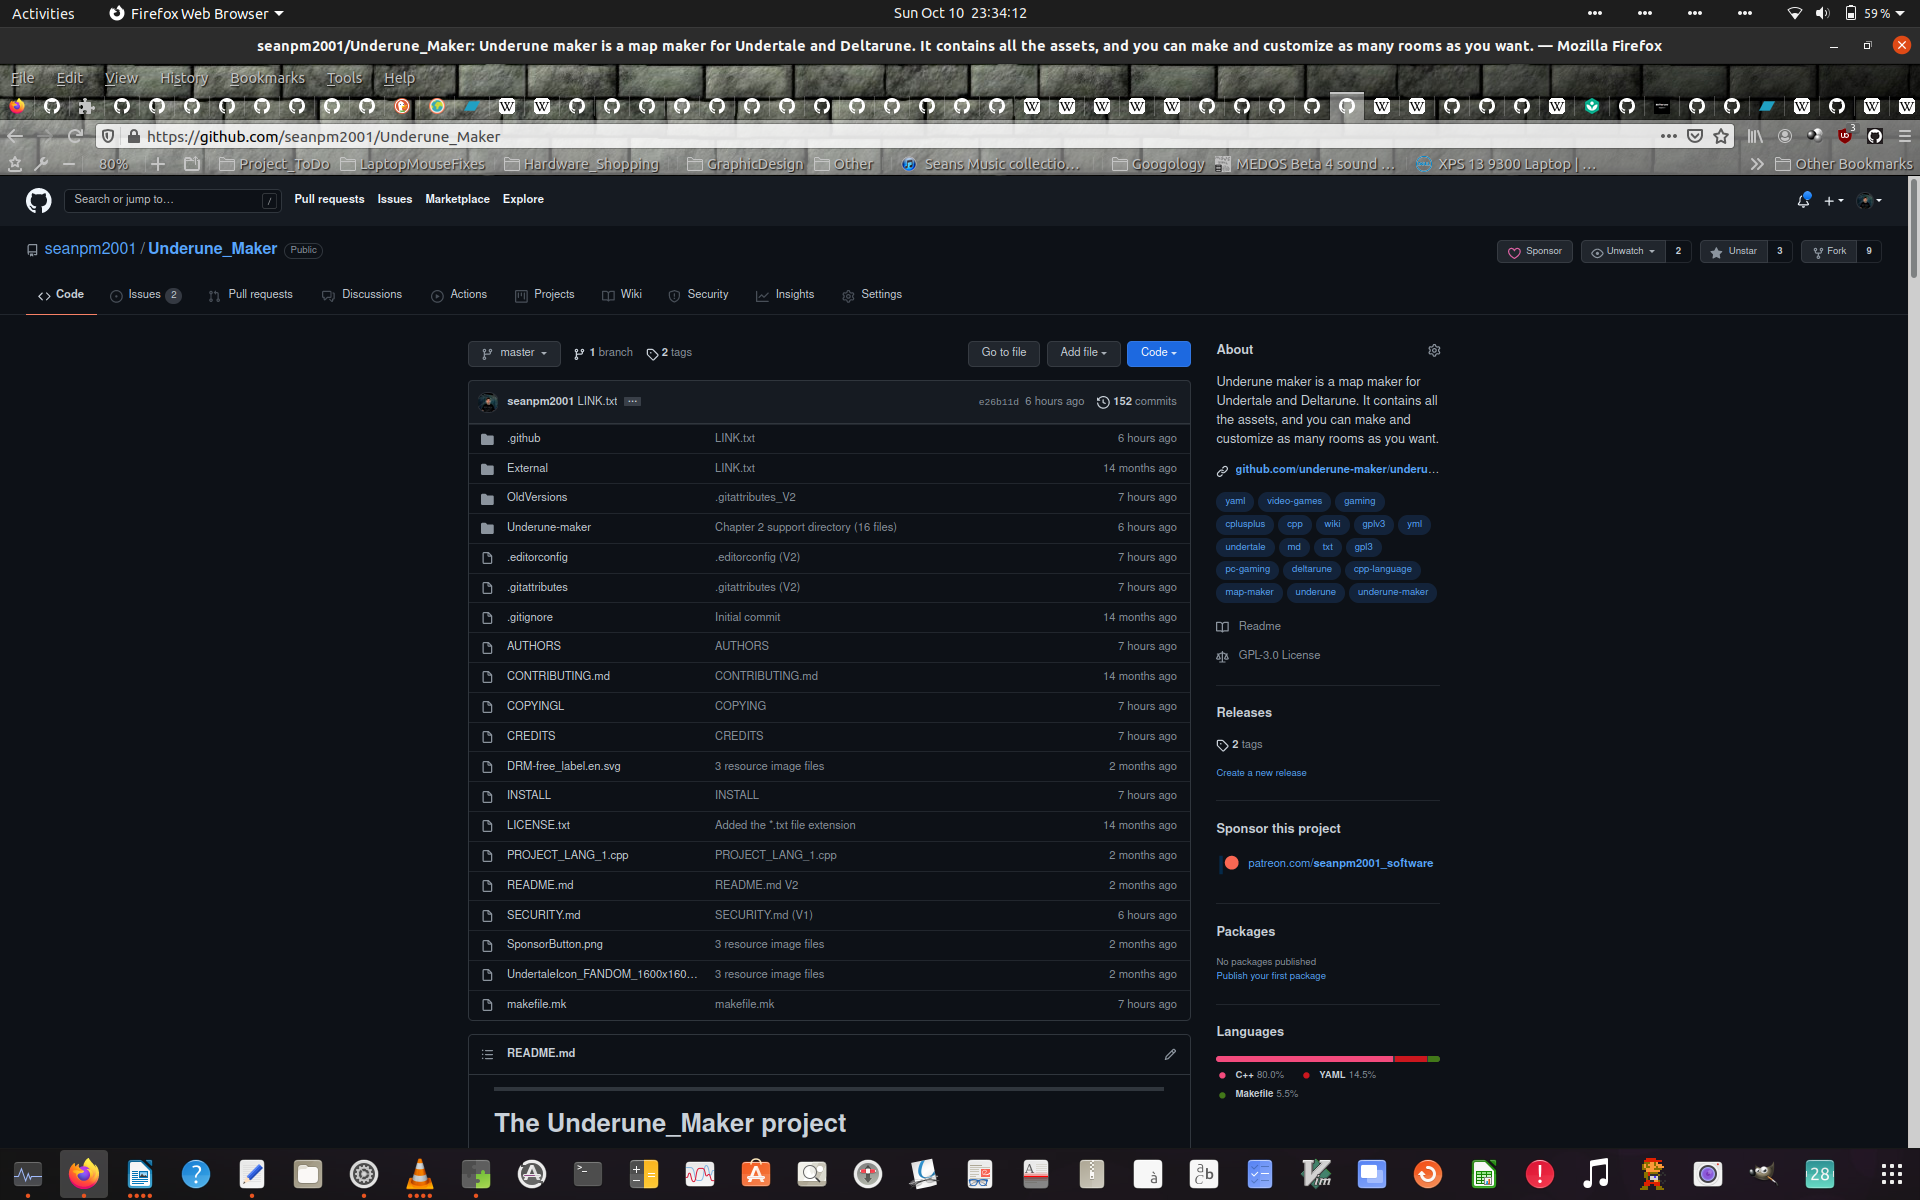 Activities
Firefox Web Browser
Sun Oct 10 23:34:12
59 %
seanpm2001/Underune_Maker: Underune maker is a map maker for Undertale and Deltarune. It contains all the assets, and you can make and customize as many rooms as you want. — Mozilla Firefox
File Edit View History Bookmarks Tools Help
https://github.com/seanpm2001/Underune_Maker
3
80%
Project_ToDo
LaptopMouseFixes
Hardware_Shopping
GraphicDesign
Other
Seans Music collectio...
Googology
MEDOS Beta 4 sound ...
XPS 13 9300 Laptop | ...
Other Bookmarks
Search or jump to... /
Pull requests Issues Marketplace Explore
seanpm2001 / Underune_Maker Public
Sponsor
Unwatch 2
Unstar 3
Fork 9
Code
Issues 2
Pull requests
Discussions
Actions
Projects
Wiki
Security
Insights
Settings
master 1 branch 2 tags
Go to file Add file Code
seanpm2001 LINK.txt ... e26b11d 6 hours ago 152 commits
.github LINK.txt 6 hours ago
External LINK.txt 14 months ago
OldVersions .gitattributes_V2 7 hours ago
Underune-maker Chapter 2 support directory (16 files) 6 hours ago
.editorconfig .editorconfig (V2) 7 hours ago
.gitattributes .gitattributes (V2) 7 hours ago
.gitignore Initial commit 14 months ago
AUTHORS AUTHORS 7 hours ago
CONTRIBUTING.md CONTRIBUTING.md 14 months ago
COPYINGL COPYING 7 hours ago
CREDITS CREDITS 7 hours ago
DRM-free_label.en.svg 3 resource image files 2 months ago
INSTALL INSTALL 7 hours ago
LICENSE.txt Added the *.txt file extension 14 months ago
PROJECT_LANG_1.cpp PROJECT_LANG_1.cpp 2 months ago
README.md README.md V2 2 months ago
SECURITY.md SECURITY.md (V1) 6 hours ago
SponsorButton.png 3 resource image files 2 months ago
UndertaleIcon_FANDOM_1600x160... 3 resource image files 2 months ago
makefile.mk makefile.mk 7 hours ago
README.md
The Underune_Maker project
About
Underune maker is a map maker for
Undertale and Deltarune. It contains all
the assets, and you can make and
customize as many rooms as you want.
github.com/underune-maker/underu...
yaml video-games gaming
cplusplus cpp wiki gplv3 yml
undertale md txt gpl3
pc-gaming deltarune cpp-language
map-maker underune underune-maker
Readme
GPL-3.0 License
Releases
2 tags
Create a new release
Sponsor this project
patreon.com/seanpm2001_software
Packages
No packages published
Publish your first package
Languages
C++ 80.0% YAML 14.5%
Makefile 5.5%
28